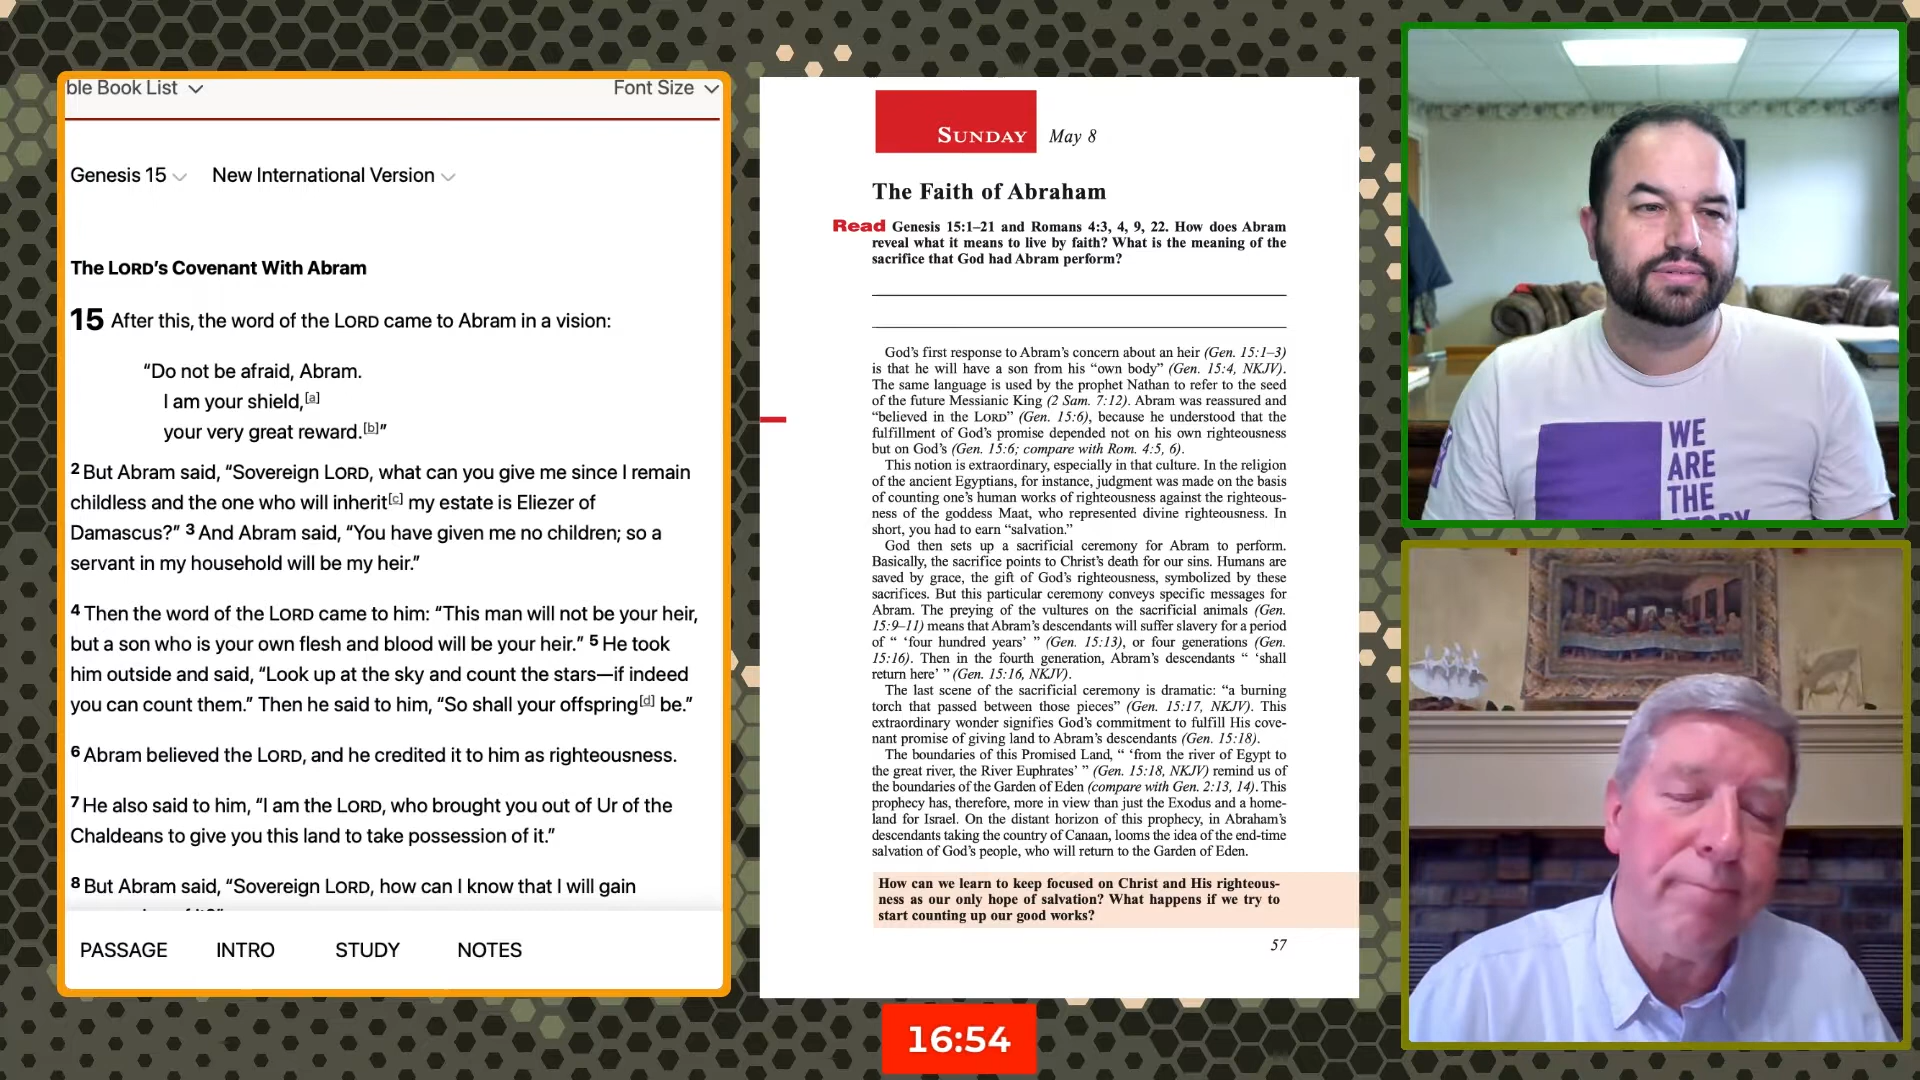 ble Book List
Font Size
Genesis 15
New International Version
The LORD’s Covenant With Abram
15 After this, the word of the LORD came to Abram in a vision:
“Do not be afraid, Abram.
I am your shield,[a]
your very great reward.[b]”
2 But Abram said, “Sovereign LORD, what can you give me since I remain
childless and the one who will inherit[c] my estate is Eliezer of
Damascus?” 3 And Abram said, “You have given me no children; so a
servant in my household will be my heir.”
4 Then the word of the LORD came to him: “This man will not be your heir,
but a son who is your own flesh and blood will be your heir.” 5 He took
him outside and said, “Look up at the sky and count the stars—if indeed
you can count them.” Then he said to him, “So shall your offspring[d] be.”
6 Abram believed the LORD, and he credited it to him as righteousness.
7 He also said to him, “I am the LORD, who brought you out of Ur of the
Chaldeans to give you this land to take possession of it.”
8 But Abram said, “Sovereign LORD, how can I know that I will gain
PASSAGE INTRO STUDY NOTES
SUNDAY May 8
The Faith of Abraham
Read Genesis 15:1–21 and Romans 4:3, 4, 9, 22. How does Abram
reveal what it means to live by faith? What is the meaning of the
sacrifice that God had Abram perform?
God’s first response to Abram’s concern about an heir (Gen. 15:1–3)
is that he will have a son from his “own body” (Gen. 15:4, NKJV).
The same language is used by the prophet Nathan to refer to the seed
of the future Messianic King (2 Sam. 7:12). Abram was reassured and
“believed in the LORD” (Gen. 15:6), because he understood that the
fulfillment of God’s promise depended not on his own righteousness
but on God’s (Gen. 15:6; compare with Rom. 4:5, 6).
This notion is extraordinary, especially in that culture. In the religion
of the ancient Egyptians, for instance, judgment was made on the basis
of counting one’s human works of righteousness against the righteous-
ness of the goddess Maat, who represented divine righteousness. In
short, you had to earn “salvation.”
God then sets up a sacrificial ceremony for Abram to perform.
Basically, the sacrifice points to Christ’s death for our sins. Humans are
saved by grace, the gift of God’s righteousness, symbolized by these
sacrifices. But this particular ceremony conveys specific messages for
Abram. The preying of the vultures on the sacrificial animals (Gen.
15:9–11) means that Abram’s descendants will suffer slavery for a period
of “ ‘four hundred years’ ” (Gen. 15:13), or four generations (Gen.
15:16). Then in the fourth generation, Abram’s descendants “ ‘shall
return here’ ” (Gen. 15:16, NKJV).
The last scene of the sacrificial ceremony is dramatic: “a burning
torch that passed between those pieces” (Gen. 15:17, NKJV). This
extraordinary wonder signifies God’s commitment to fulfill His cove-
nant promise of giving land to Abram’s descendants (Gen. 15:18).
The boundaries of this Promised Land, “ ‘from the river of Egypt to
the great river, the River Euphrates’ ” (Gen. 15:18, NKJV) remind us of
the boundaries of the Garden of Eden (compare with Gen. 2:13, 14). This
prophecy has, therefore, more in view than just the Exodus and a home-
land for Israel. On the distant horizon of this prophecy, in Abraham’s
descendants taking the country of Canaan, looms the idea of the end-time
salvation of God’s people, who will return to the Garden of Eden.
How can we learn to keep focused on Christ and His righteous-
ness as our only hope of salvation? What happens if we try to
start counting up our good works?
57
16:54
WE
ARE
THE
STORY